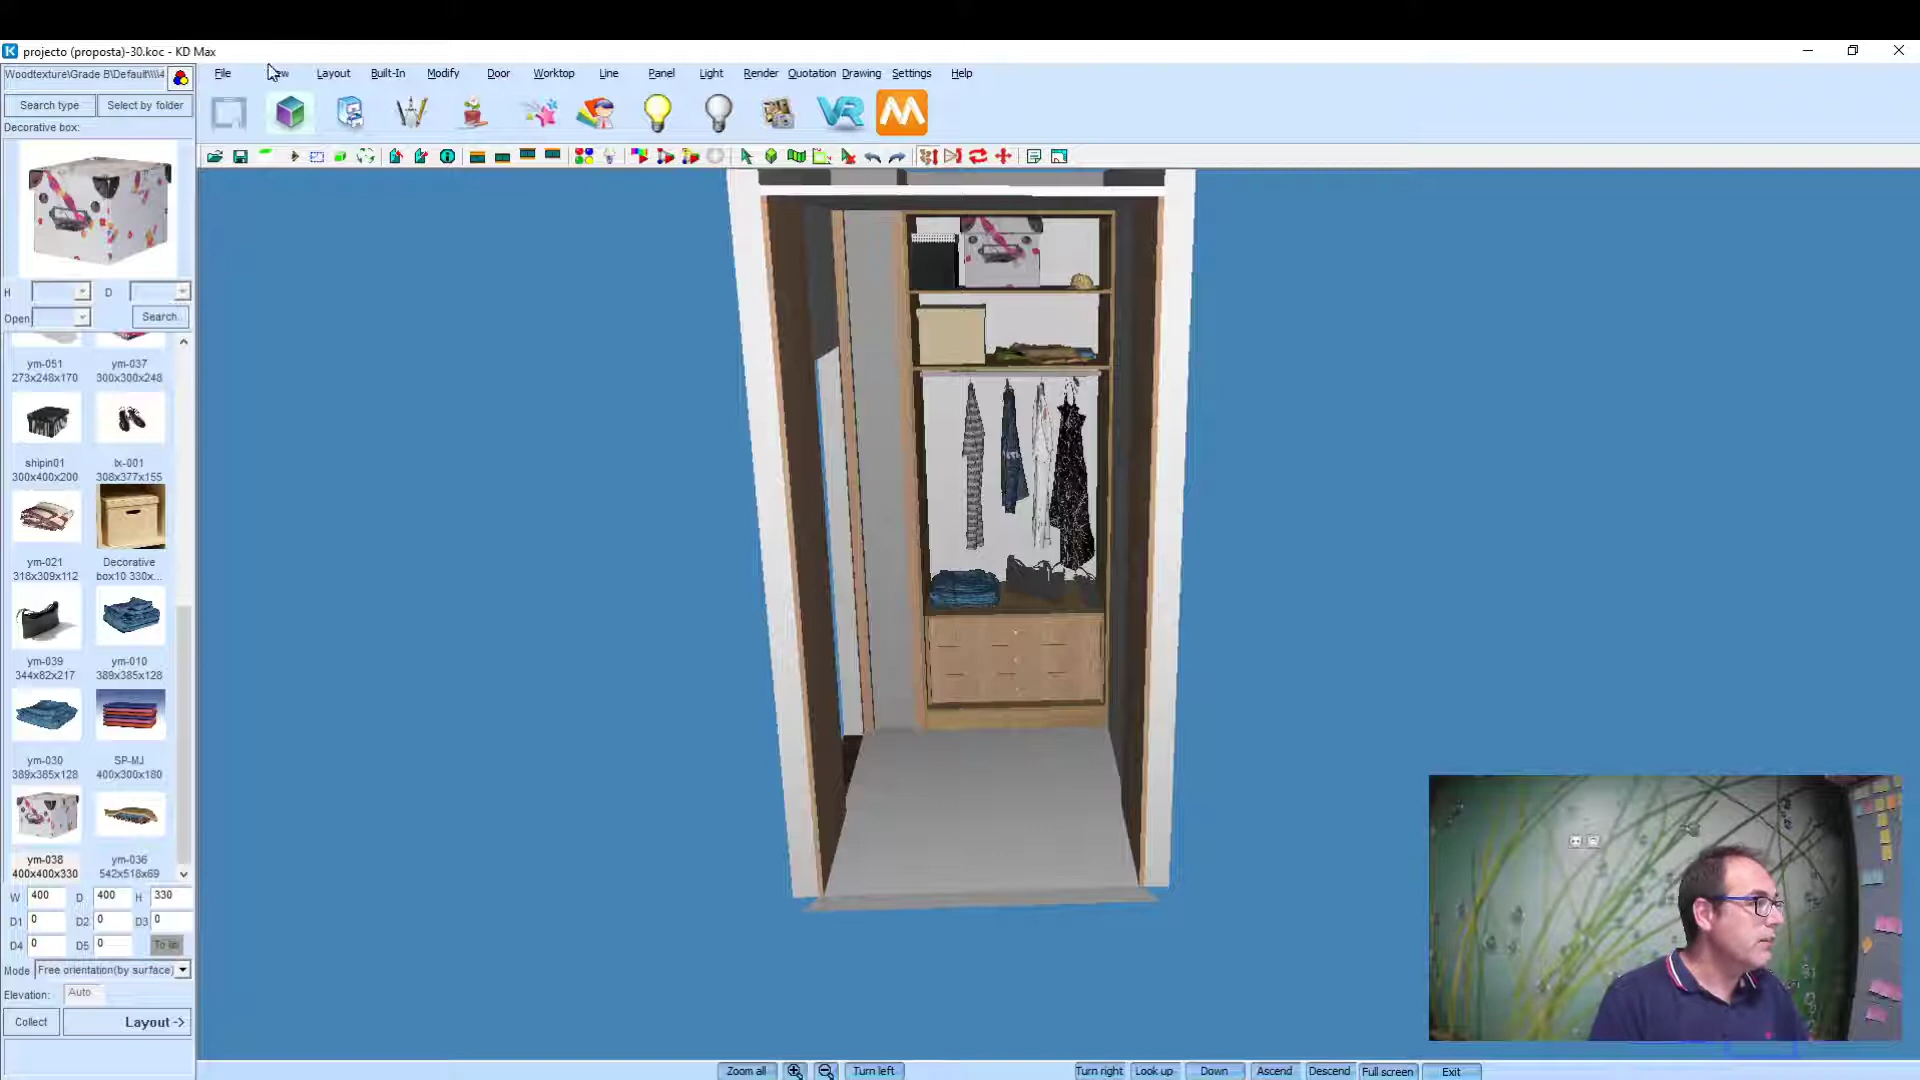 projecto (proposta)-30.koc - KD Max
Woodtexture\Grade B\Default\\\\4
File
Layout
Built-In
Modify
Door
Worktop
Line
Panel
Light
Render
Quotation
Drawing
Settings
Help
Search type
Select by folder
Decorative box:
VR
H
D
Open
Search
ym-051
273x248x170
ym-037
300x300x248
shipin01
300x400x200
lx-001
308x377x155
ym-021
318x309x112
Decorative
box10 330x...
ym-039
344x82x217
ym-010
389x385x128
ym-030
389x385x128
SP-MJ
400x300x180
ym-038
400x400x330
ym-036
542x518x69
W 400 D 400 H 330
D1 0 D2 0 D3 0
D4 0 D5 0
Mode Free orientation(by surface)
Elevation: Auto
Collect
Layout ->
Zoom all
Turn left
Turn right
Look up
Down
Ascend
Descend
Full screen
Exit